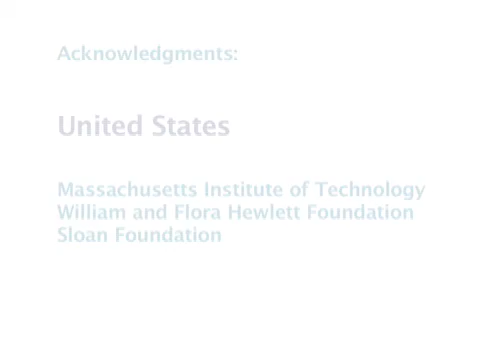 Acknowledgments:
United States
Massachusetts Institute of Technology
William and Flora Hewlett Foundation
Sloan Foundation